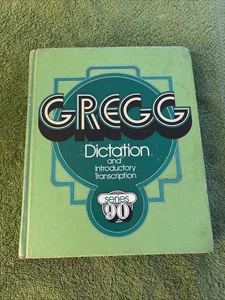 GREGG
Dictation
and
Introductory
Transcription
series
90